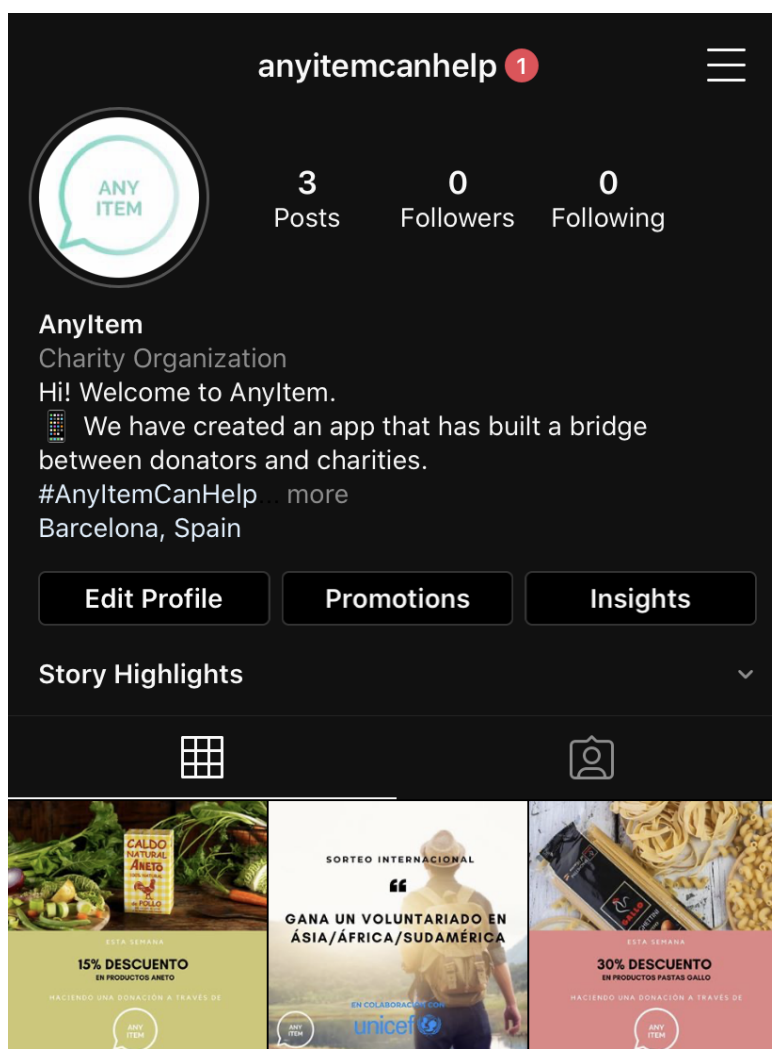 anyitemcanhelp 1
ANY
ITEM
3
Posts
0
Followers
0
Following
AnyItem
Charity Organization
Hi! Welcome to AnyItem.
We have created an app that has built a bridge
between donators and charities.
#AnyItemCanHelp... more
Barcelona, Spain
Edit Profile
Promotions
Insights
Story Highlights
CALDO
NATURAL
ANETO
100% NATURAL
de POLLO
ESTA SEMANA
15% DESCUENTO
EN PRODUCTOS ANETO
HACIENDO UNA DONACIÓN A TRAVÉS DE
ANY
ITEM
SORTEO INTERNACIONAL
“
GANA UN VOLUNTARIADO EN
ÁSIA/ÁFRICA/SUDAMÉRICA
EN COLABORACIÓN CON
unicef
ANY
ITEM
GALLO
ESTA SEMANA
30% DESCUENTO
EN PRODUCTOS PASTAS GALLO
HACIENDO UNA DONACIÓN A TRAVÉS DE
ANY
ITEM